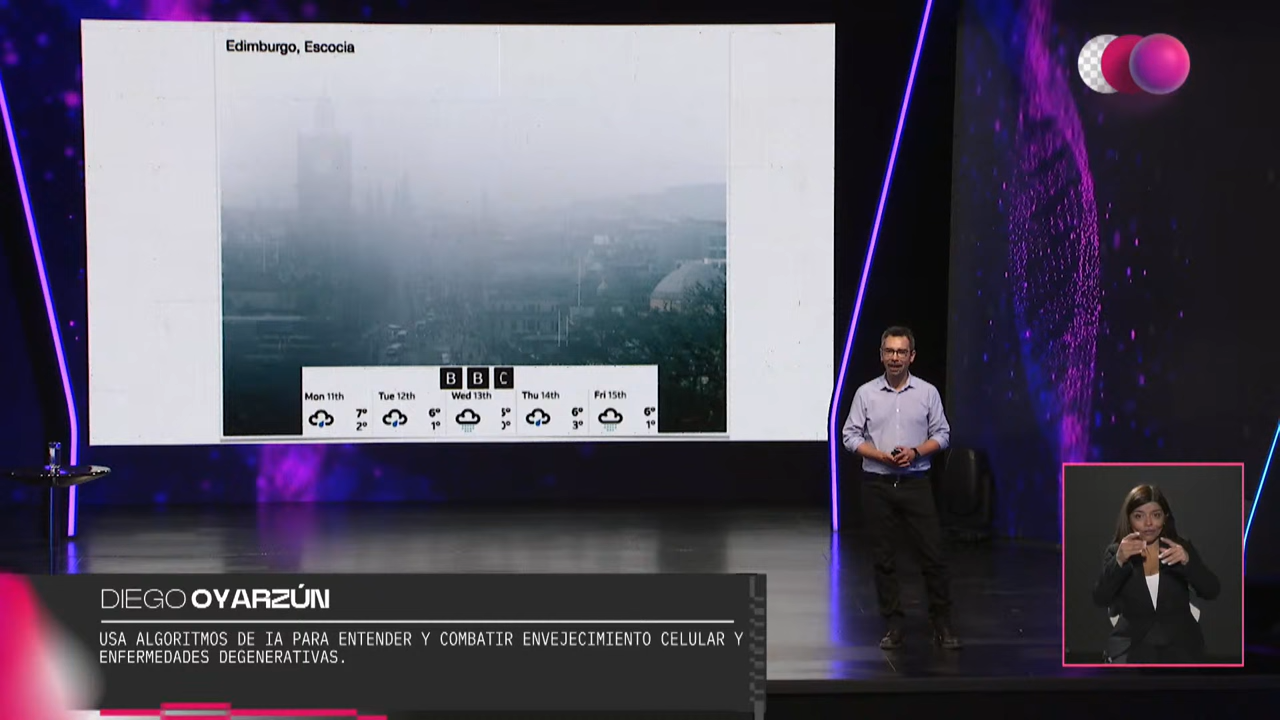 Edimburgo, Escocia
B B C
Mon 11th Tue 12th Wed 13th Thu 14th Fri 15th
7° 6° 6° 6°
2° 1° 3° 1°
DIEGO OYARZÚN
USA ALGORITMOS DE IA PARA ENTENDER Y COMBATIR ENVEJECIMIENTO CELULAR Y
ENFERMEDADES DEGENERATIVAS.